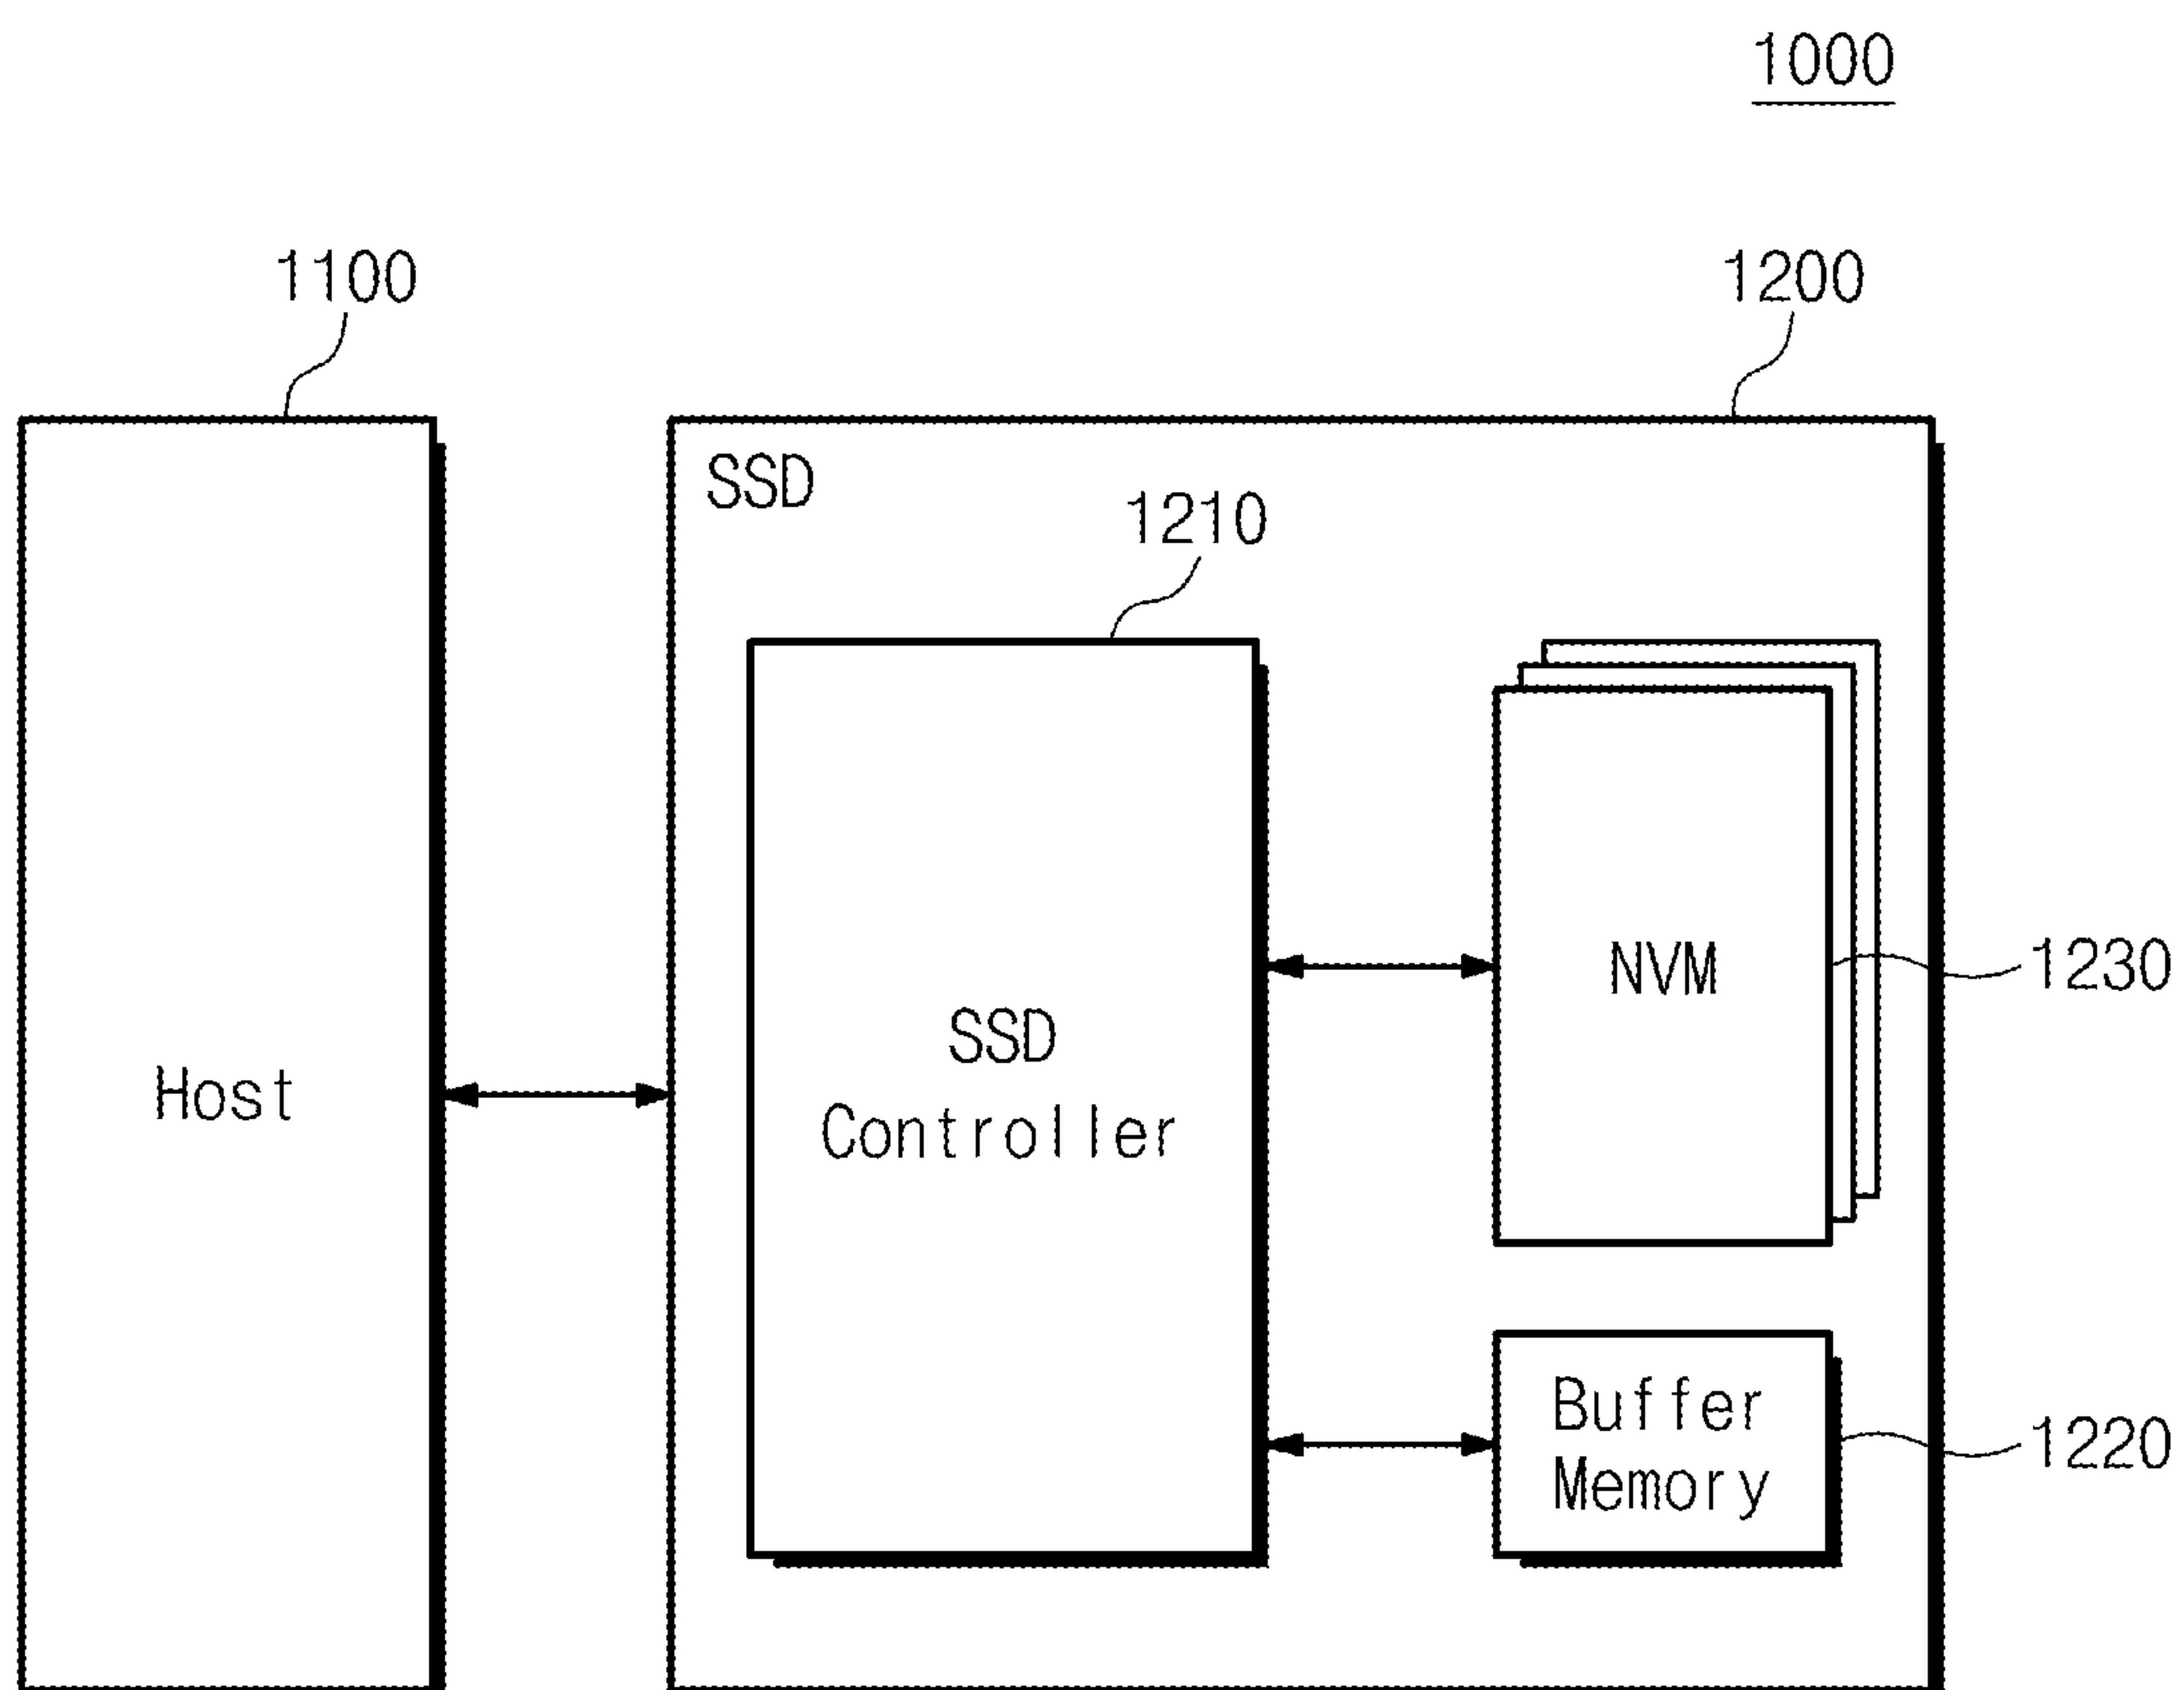 1000
1100
1200
SSD
1210
NVM
1230
SSD
Controller
Host
Buffer
Memory
1220